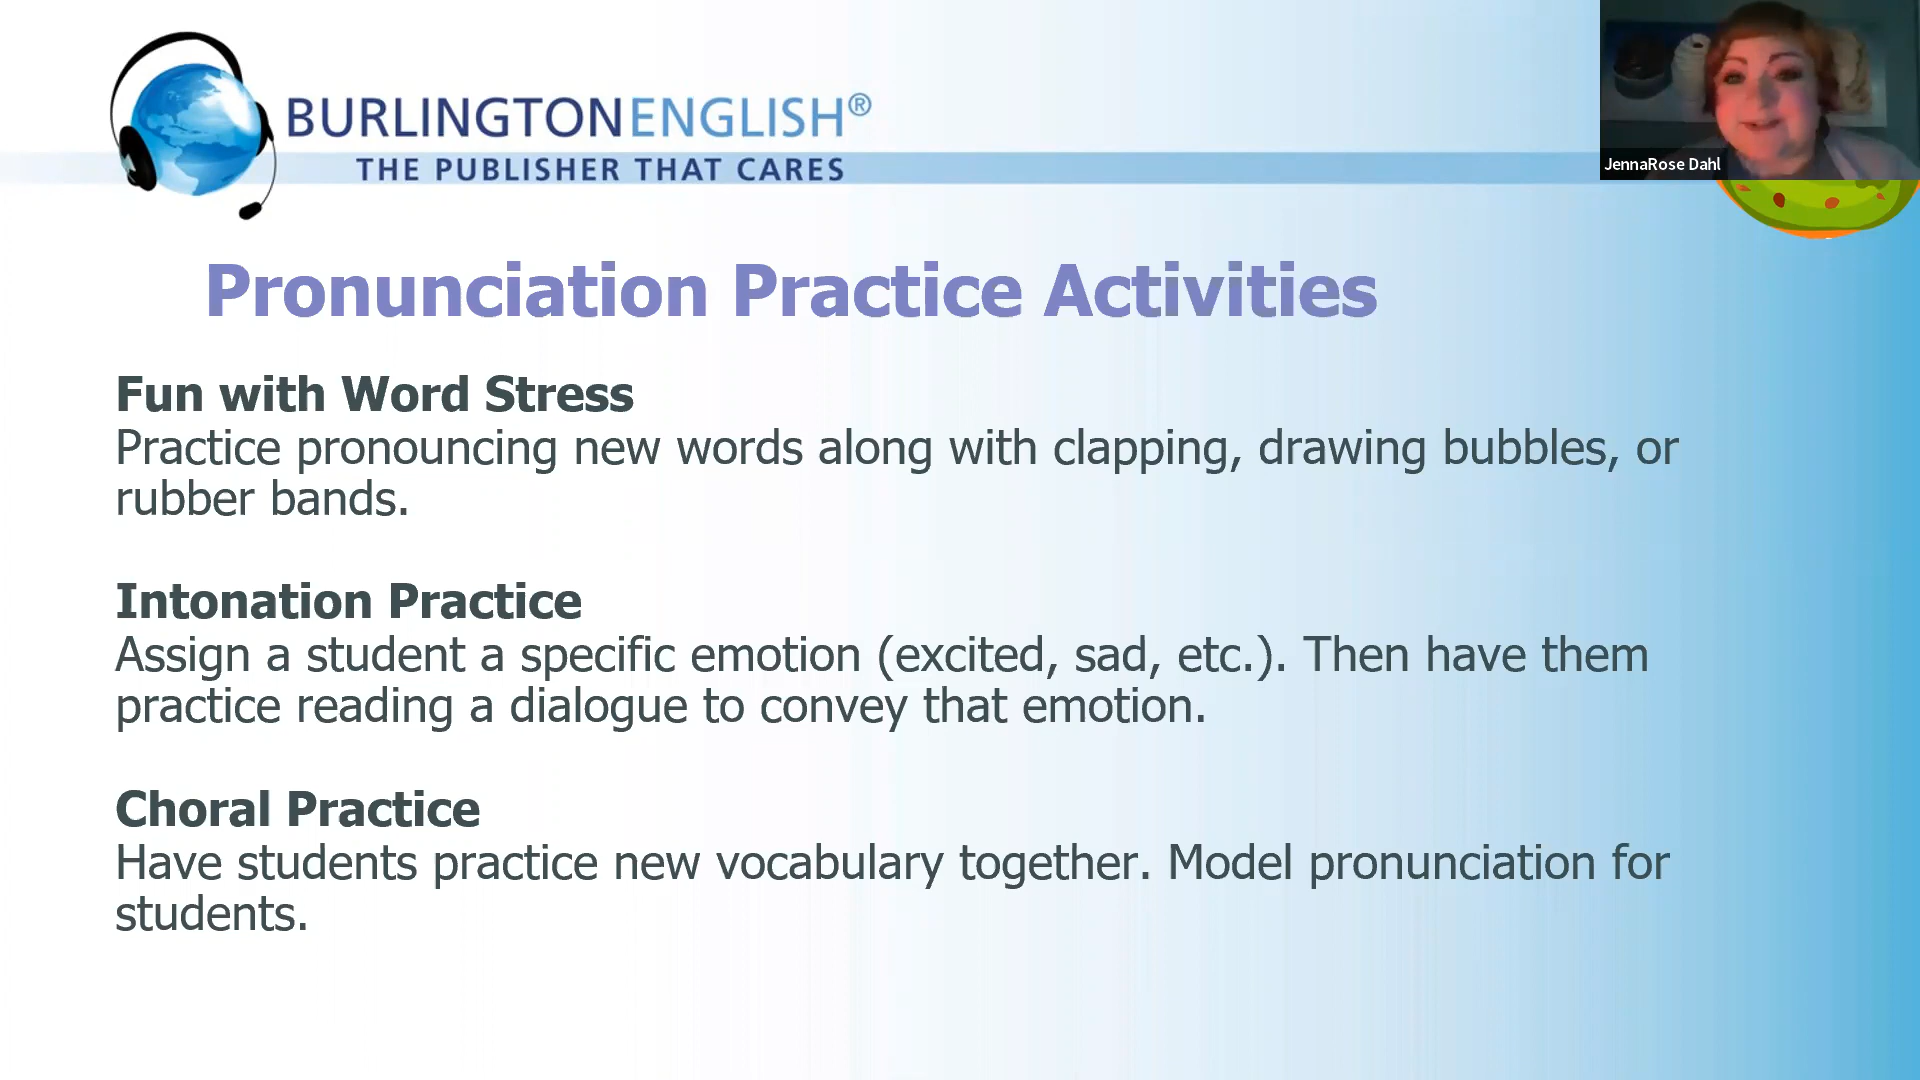 BURLINGTONENGLISH®
THE PUBLISHER THAT CARES
JennaRose Dahl
Pronunciation Practice Activities
Fun with Word Stress
Practice pronouncing new words along with clapping, drawing bubbles, or
rubber bands.
Intonation Practice
Assign a student a specific emotion (excited, sad, etc.). Then have them
practice reading a dialogue to convey that emotion.
Choral Practice
Have students practice new vocabulary together. Model pronunciation for
students.